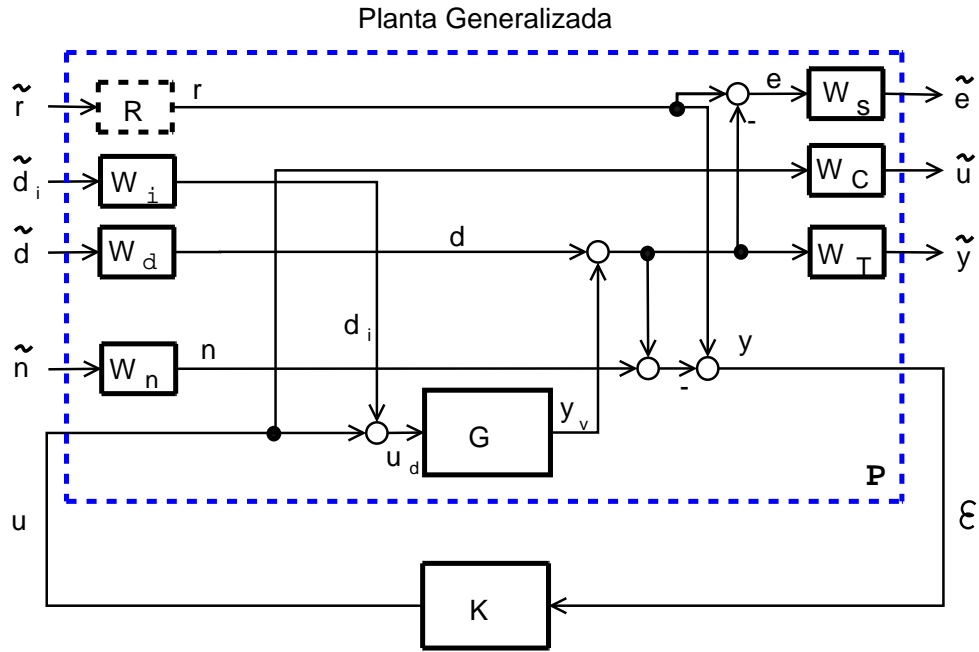 Planta Generalizada
r̃ R r e W s ẽ
d̃ i W i W C ũ
d̃ W d d W T ỹ
ñ W n n d i - - y
G y v u d P
u ε
K